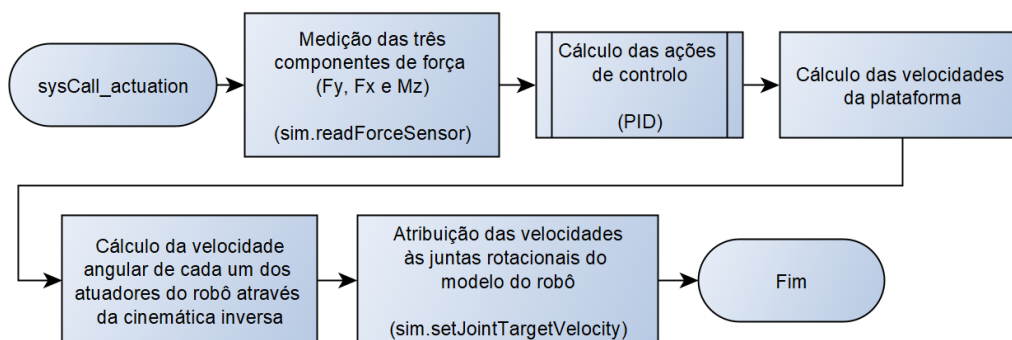 sysCall_actuation
Medição das três
componentes de força
(Fy, Fx e Mz)
(sim.readForceSensor)
Cálculo das ações
de controlo
(PID)
Cálculo das velocidades
da plataforma
Cálculo da velocidade
angular de cada um dos
atuadores do robô através
da cinemática inversa
Atribuição das velocidades
às juntas rotacionais do
modelo do robô
(sim.setJointTargetVelocity)
Fim